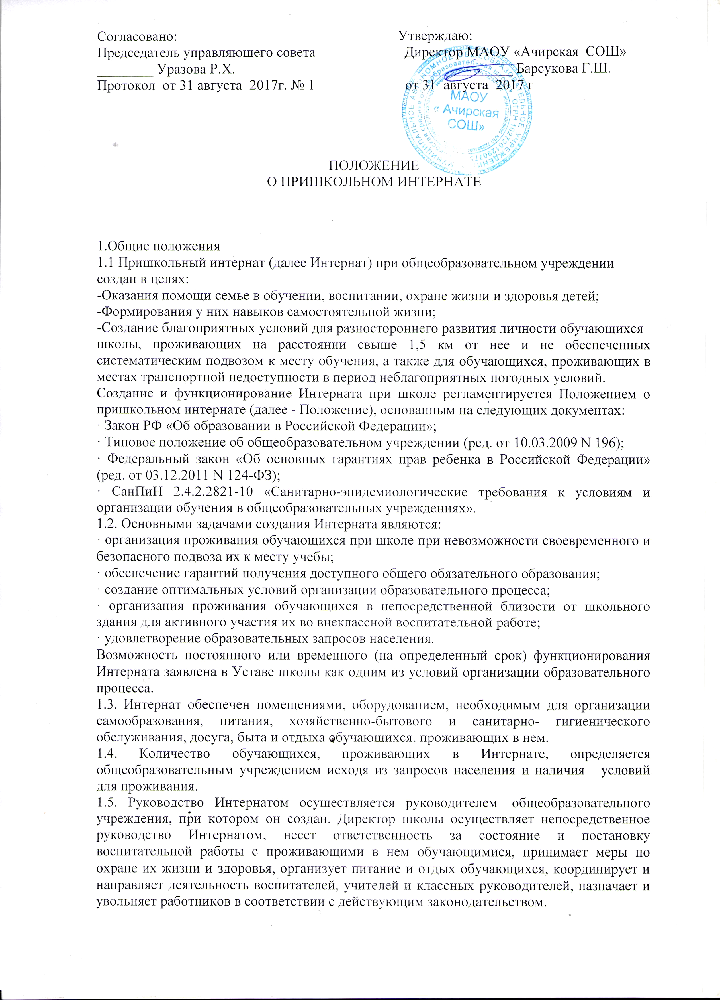 Согласовано:
Председатель управляющего совета
________ Уразова Р.Х.
Протокол от 31 августа 2017г. № 1
Утверждаю:
Директор МАОУ «Ачирская СОШ»
Барсукова Г.Ш.
от 31 августа 2017 г
МАОУ
« Ачирская
СОШ»
ПОЛОЖЕНИЕ
О ПРИШКОЛЬНОМ ИНТЕРНАТЕ
1.Общие положения
1.1 Пришкольный интернат (далее Интернат) при общеобразовательном учреждении
создан в целях:
-Оказания помощи семье в обучении, воспитании, охране жизни и здоровья детей;
-Формирования у них навыков самостоятельной жизни;
-Создание благоприятных условий для разностороннего развития личности обучающихся
школы, проживающих на расстоянии свыше 1,5 км от нее и не обеспеченных
систематическим подвозом к месту обучения, а также для обучающихся, проживающих в
местах транспортной недоступности в период неблагоприятных погодных условий.
Создание и функционирование Интерната при школе регламентируется Положением о
пришкольном интернате (далее - Положение), основанным на следующих документах:
· Закон РФ «Об образовании в Российской Федерации»;
· Типовое положение об общеобразовательном учреждении (ред. от 10.03.2009 N 196);
· Федеральный закон «Об основных гарантиях прав ребенка в Российской Федерации»
(ред. от 03.12.2011 N 124-ФЗ);
· СанПиН 2.4.2.2821-10 «Санитарно-эпидемиологические требования к условиям и
организации обучения в общеобразовательных учреждениях».
1.2. Основными задачами создания Интерната являются:
· организация проживания обучающихся при школе при невозможности своевременного и
безопасного подвоза их к месту учебы;
· обеспечение гарантий получения доступного общего обязательного образования;
· создание оптимальных условий организации образовательного процесса;
· организация проживания обучающихся в непосредственной близости от школьного
здания для активного участия их во внеклассной воспитательной работе;
· удовлетворение образовательных запросов населения.
Возможность постоянного или временного (на определенный срок) функционирования
Интерната заявлена в Уставе школы как одним из условий организации образовательного
процесса.
1.3. Интернат обеспечен помещениями, оборудованием, необходимым для организации
самообразования, питания, хозяйственно-бытового и санитарно- гигиенического
обслуживания, досуга, быта и отдыха обучающихся, проживающих в нем.
1.4. Количество обучающихся, проживающих в Интернате, определяется
общеобразовательным учреждением исходя из запросов населения и наличия условий
для проживания.
1.5. Руководство Интернатом осуществляется руководителем общеобразовательного
учреждения, при котором он создан. Директор школы осуществляет непосредственное
руководство Интернатом, несет ответственность за состояние и постановку
воспитательной работы с проживающими в нем обучающимися, принимает меры по
охране их жизни и здоровья, организует питание и отдых обучающихся, координирует и
направляет деятельность воспитателей, учителей и классных руководителей, назначает и
увольняет работников в соответствии с действующим законодательством.